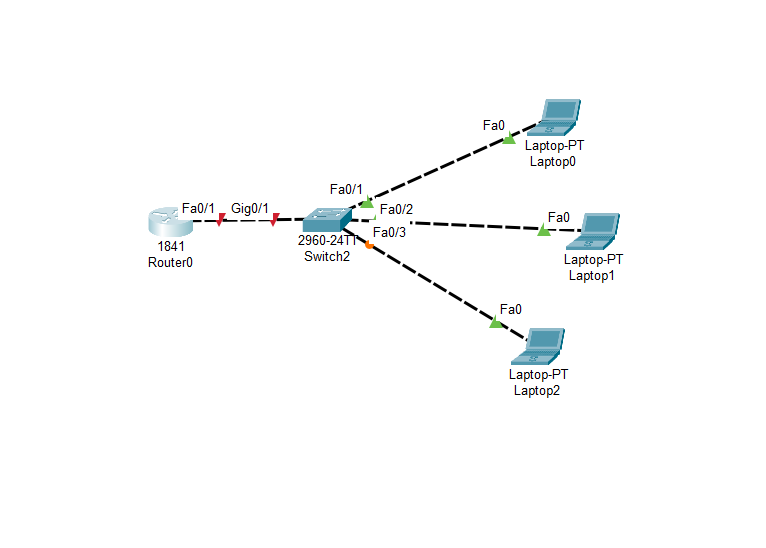 Fa0
Laptop-PT
Laptop0
Fa0/1
Fa0/1
Gig0/1
Fa0/2
Fa0
Fa0/3
1841
Router0
2960-24TT
Switch2
Laptop-PT
Laptop1
Fa0
Laptop-PT
Laptop2